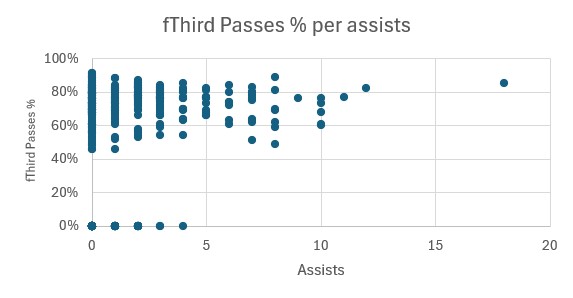 fThird Passes % per assists
fThird Passes %
100%
80%
60%
40%
20%
0%
0 5 10 15 20
Assists